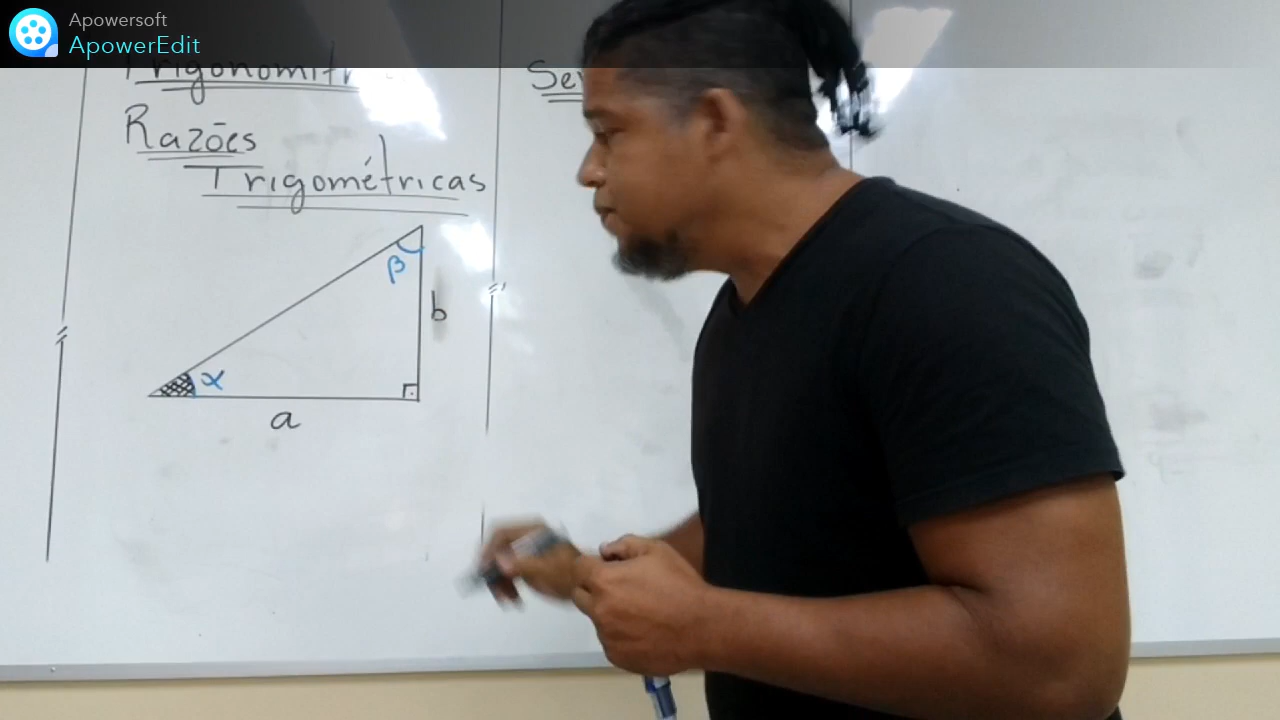 Apowersoft
ApowerEdit
Razões
Trigométricas
β
b
α
a